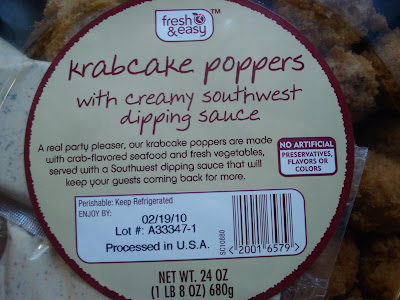 fresh™
& easy
krabcake poppers
with creamy southwest
dipping sauce
A real party pleaser, our krabcake poppers are made
with crab-flavored seafood and fresh vegetables,
served with a Southwest dipping sauce that will
keep your guests coming back for more.
NO ARTIFICIAL
PRESERVATIVES,
FLAVORS OR
COLORS
Perishable: Keep Refrigerated
ENJOY BY:
02/19/10
Lot #: A33347-1
Processed in U.S.A.
SC10080
<2001 6579>
NET WT. 24 OZ
(1 LB 8 OZ) 680g